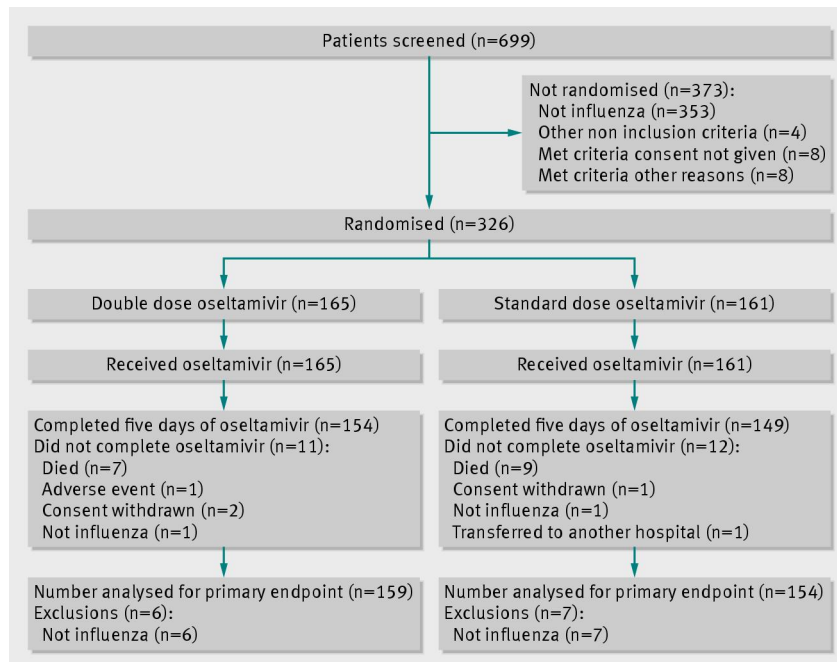 Patients screened (n=699)
Not randomised (n=373):
Not influenza (n=353)
Other non inclusion criteria (n=4)
Met criteria consent not given (n=8)
Met criteria other reasons (n=8)
Randomised (n=326)
Double dose oseltamivir (n=165)
Standard dose oseltamivir (n=161)
Received oseltamivir (n=165)
Received oseltamivir (n=161)
Completed five days of oseltamivir (n=154)
Did not complete oseltamivir (n=11):
Died (n=7)
Adverse event (n=1)
Consent withdrawn (n=2)
Not influenza (n=1)
Completed five days of oseltamivir (n=149)
Did not complete oseltamivir (n=12):
Died (n=9)
Consent withdrawn (n=1)
Not influenza (n=1)
Transferred to another hospital (n=1)
Number analysed for primary endpoint (n=159)
Exclusions (n=6):
Not influenza (n=6)
Number analysed for primary endpoint (n=154)
Exclusions (n=7):
Not influenza (n=7)